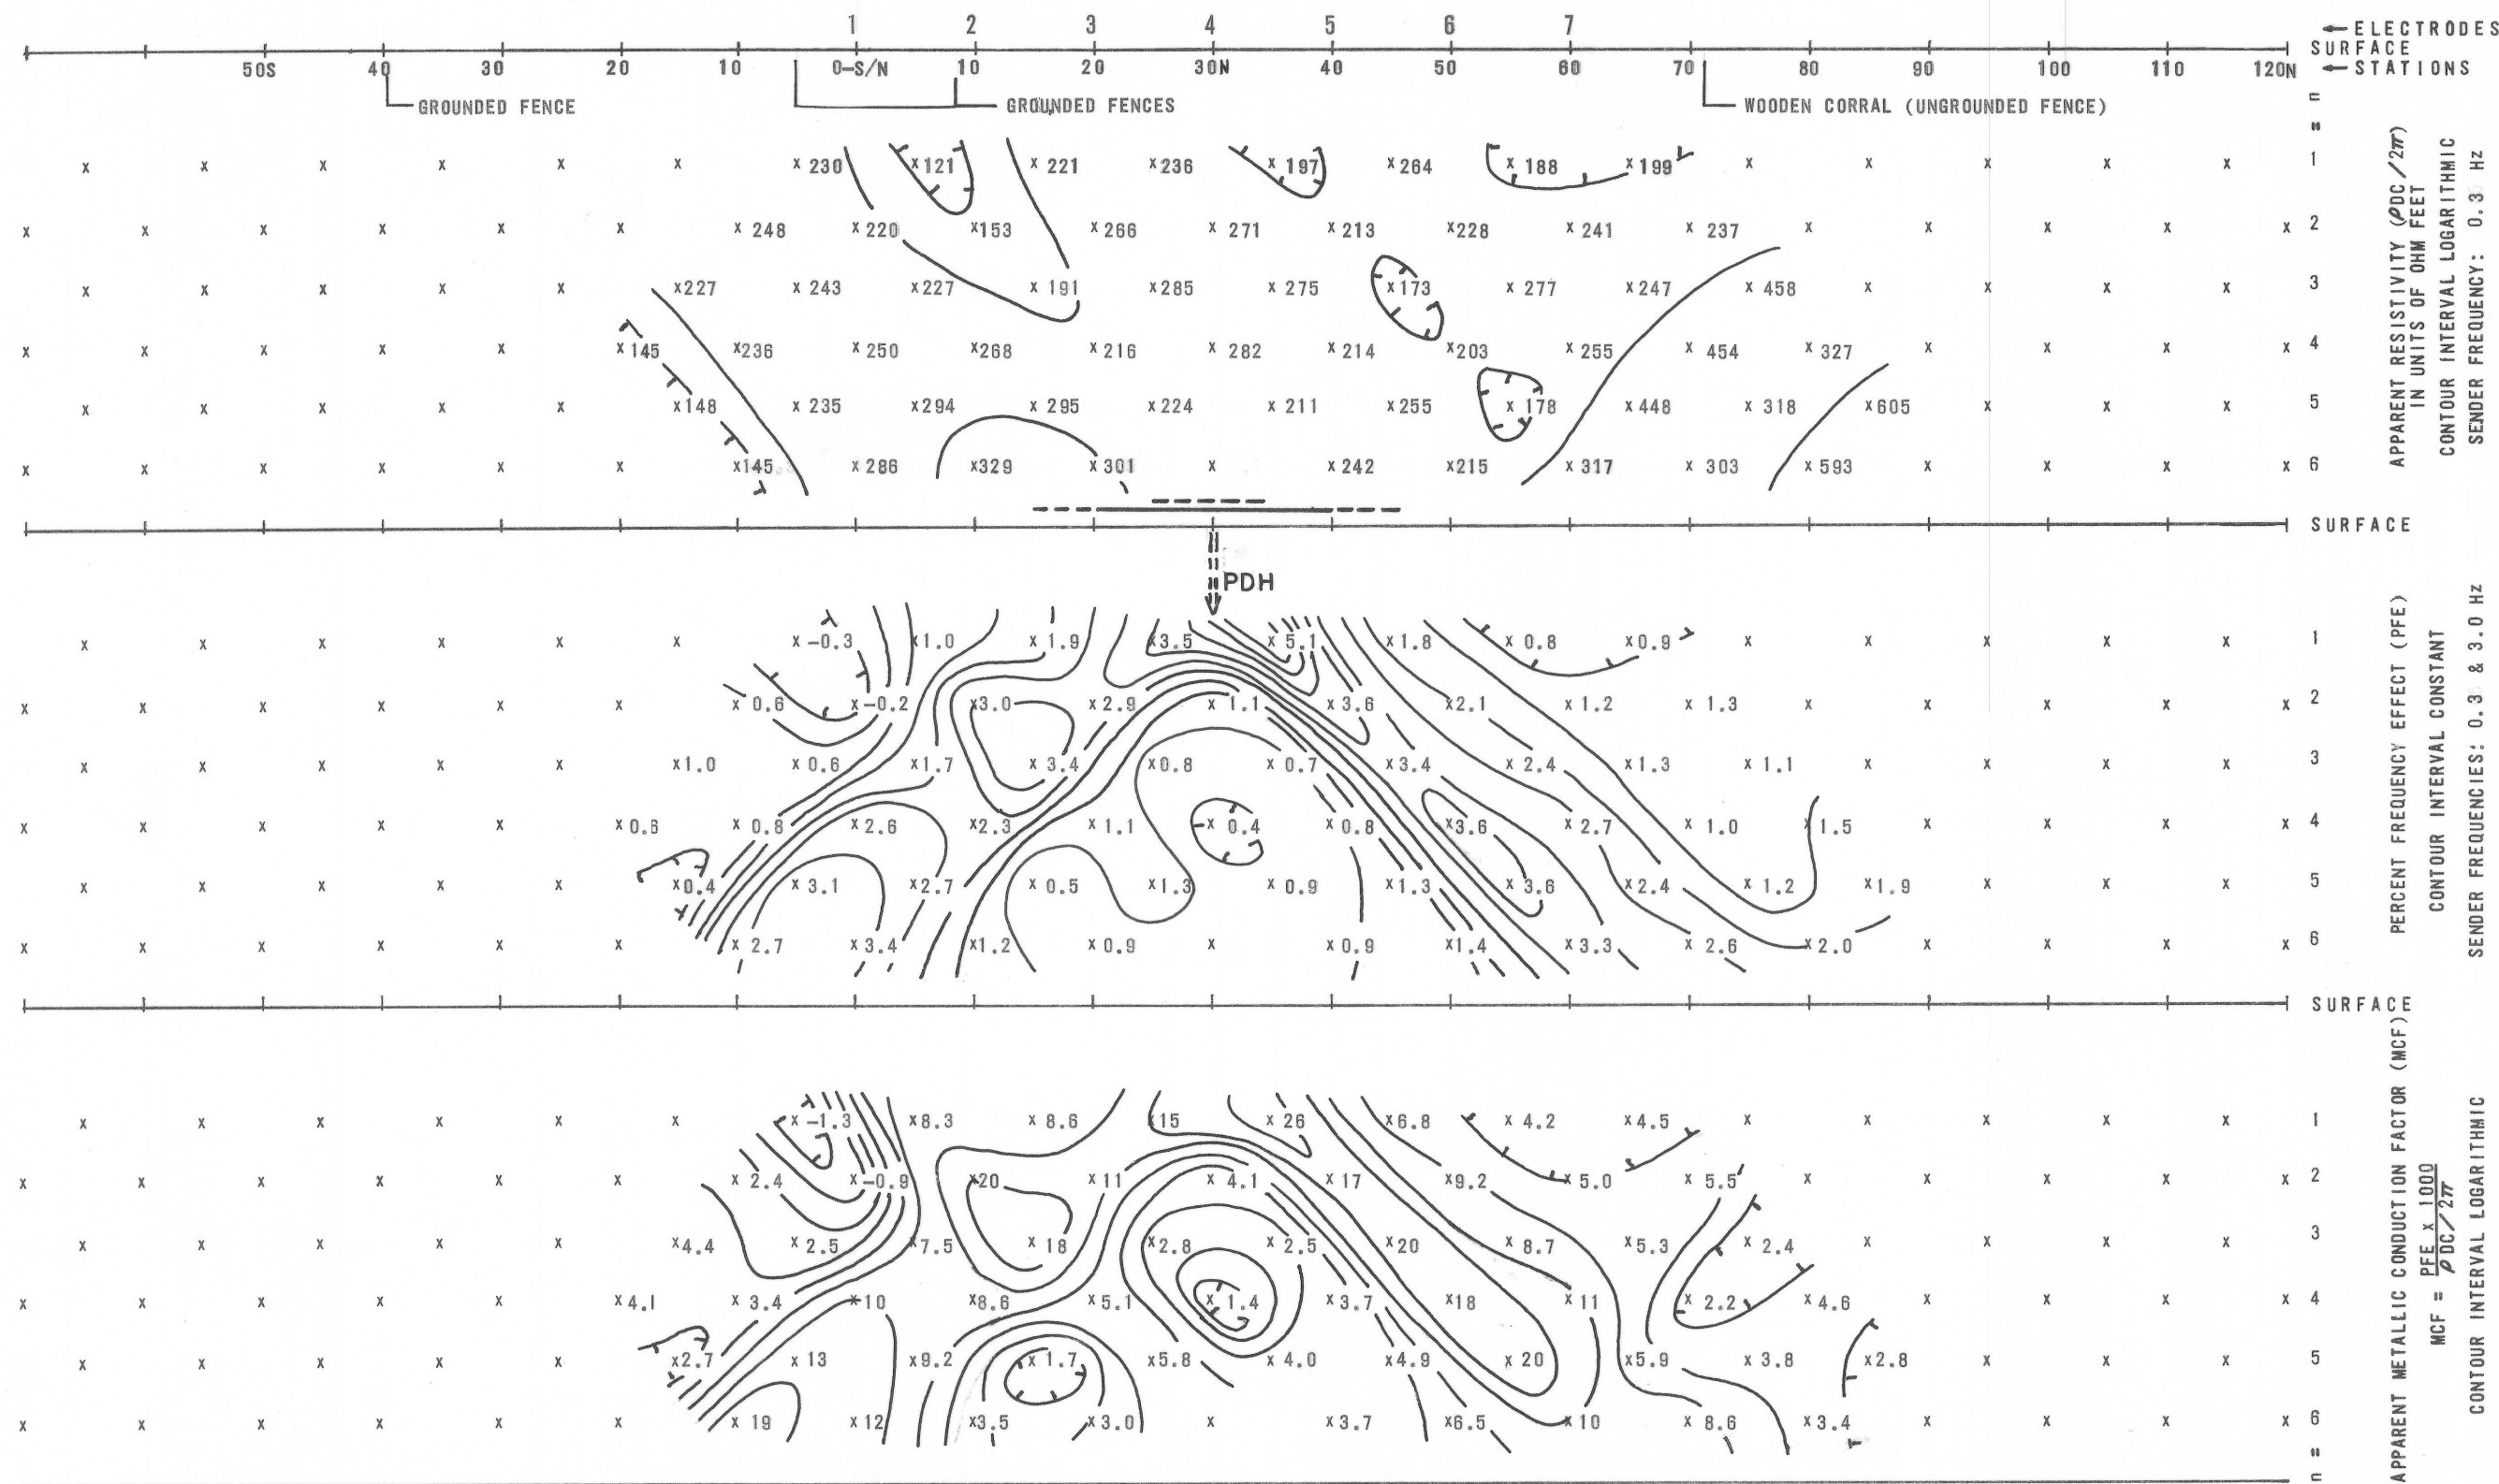 1 2 3 4 5 6 7 ←ELECTRODES
SURFACE
50S 40 30 20 10 0–S/N 10 20 30N 40 50 60 70 80 90 100 110 120N ←STATIONS
GROUNDED FENCE GROUNDED FENCES WOODEN CORRAL (UNGROUNDED FENCE)
n =
x x x x x x x 230 x 121 x 221 x 236 x 197 x 264 x 188 x 199 x x x x x 1
x x x x x x x 248 x 220 x 153 x 266 x 271 x 213 x 228 x 241 x 237 x x x x x 2
x x x x x x 227 x 243 x 227 x 191 x 285 x 275 x 173 x 277 x 247 x 458 x x x x 3
x x x x x x 145 x 236 x 250 x 268 x 216 x 282 x 214 x 203 x 255 x 454 x 327 x x x x 4
x x x x x x 148 x 235 x 294 x 295 x 224 x 211 x 255 x 178 x 448 x 318 x 605 x x x 5
x x x x x x x 145 x 286 x 329 x 301 x x 242 x 215 x 317 x 303 x 593 x x x x 6
APPARENT RESISTIVITY (ρDC/2π)
IN UNITS OF OHM FEET
CONTOUR INTERVAL LOGARITHMIC
SENDER FREQUENCY: 0.3 HZ
SURFACE
PDH
x x x x x x x -0.3 x 1.0 x 1.9 x 3.5 x 5.1 x 1.8 x 0.8 x 0.9 x x x x x 1
x x x x x x x 0.6 x -0.2 x 3.0 x 2.9 x 1.1 x 3.6 x 2.1 x 1.2 x 1.3 x x x x x 2
x x x x x x 1.0 x 0.6 x 1.7 x 3.4 x 0.8 x 0.7 x 3.4 x 2.4 x 1.3 x 1.1 x x x x 3
x x x x x x 0.6 x 0.8 x 2.6 x 2.3 x 1.1 x 0.4 x 0.8 x 3.6 x 2.7 x 1.0 x 1.5 x x x x 4
x x x x x x 0.4 x 3.1 x 2.7 x 0.5 x 1.3 x 0.9 x 1.3 x 3.6 x 2.4 x 1.2 x 1.9 x x x 5
x x x x x x x 2.7 x 3.4 x 1.2 x 0.9 x x 0.9 x 1.4 x 3.3 x 2.6 x 2.0 x x x x 6
PERCENT FREQUENCY EFFECT (PFE)
CONTOUR INTERVAL CONSTANT
SENDER FREQUENCIES: 0.3 & 3.0 HZ
SURFACE
x x x x x x x -1.3 x 8.3 x 8.6 x 15 x 26 x 6.8 x 4.2 x 4.5 x x x x x 1
x x x x x x x 2.4 x -0.9 x 20 x 11 x 4.1 x 17 x 9.2 x 5.0 x 5.5 x x x x x 2
x x x x x x 4.4 x 2.5 x 7.5 x 18 x 2.8 x 2.5 x 20 x 8.7 x 5.3 x 2.4 x x x x 3
x x x x x x 4.1 x 3.4 x 10 x 8.6 x 5.1 x 1.4 x 3.7 x 18 x 11 x 2.2 x 4.6 x x x x 4
x x x x x x 2.7 x 13 x 9.2 x 1.7 x 5.8 x 4.0 x 4.9 x 20 x 5.9 x 3.8 x 2.8 x x x 5
x x x x x x x 19 x 12 x 3.5 x 3.0 x x 3.7 x 6.5 x 10 x 8.6 x 3.4 x x x x 6
n =
APPARENT METALLIC CONDUCTION FACTOR (MCF)
MCF = PFE x 1000
ρDC/2π
CONTOUR INTERVAL LOGARITHMIC